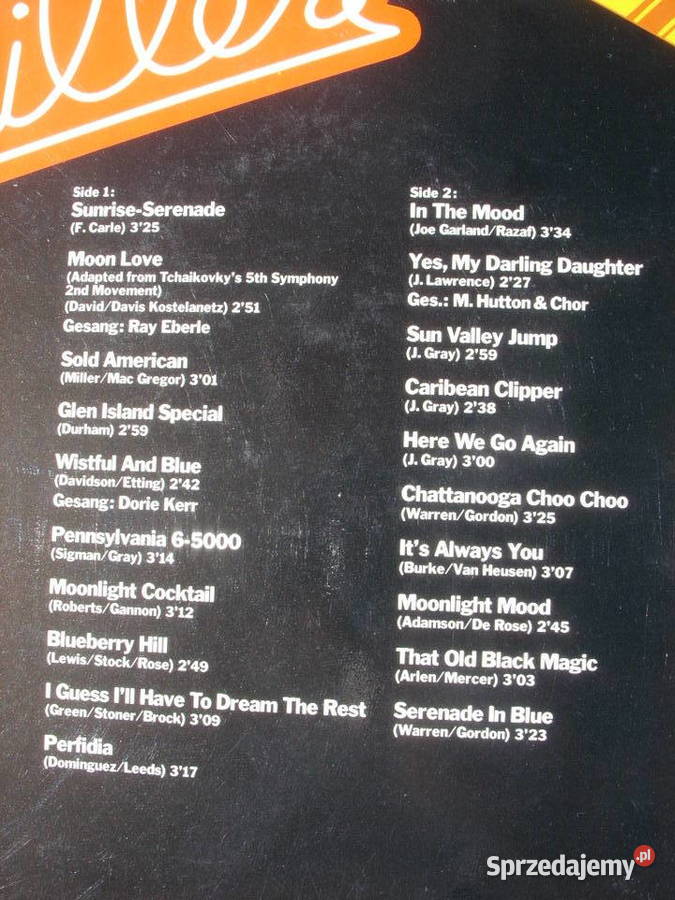 iller
Side 1:
Sunrise-Serenade
(F. Carle) 3'25
Moon Love
(Adapted from Tchaikovky's 5th Symphony
2nd Movement)
(David/Davis Kostelanetz) 2'51
Gesang: Ray Eberle
Sold American
(Miller/Mac Gregor) 3'01
Glen Island Special
(Durham) 2'59
Wistful And Blue
(Davidson/Etting) 2'42
Gesang: Dorie Kerr
Pennsylvania 6-5000
(Sigman/Gray) 3'14
Moonlight Cocktail
(Roberts/Gannon) 3'12
Blueberry Hill
(Lewis/Stock/Rose) 2'49
I Guess I'll Have To Dream The Rest
(Green/Stoner/Brock) 3'09
Perfidia
(Dominguez/Leeds) 3'17
Side 2:
In The Mood
(Joe Garland/Razaf) 3'34
Yes, My Darling Daughter
(J. Lawrence) 2'27
Ges.: M. Hutton & Chor
Sun Valley Jump
(J. Gray) 2'59
Caribean Clipper
(J. Gray) 2'38
Here We Go Again
(J. Gray) 3'00
Chattanooga Choo Choo
(Warren/Gordon) 3'25
It's Always You
(Burke/Van Heusen) 3'07
Moonlight Mood
(Adamson/De Rose) 2'45
That Old Black Magic
(Arlen/Mercer) 3'03
Serenade In Blue
(Warren/Gordon) 3'23
Sprzedajemy.pl